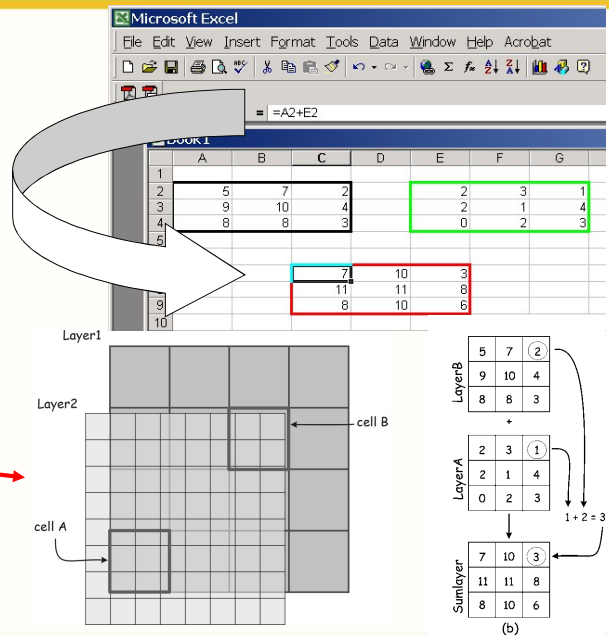 Microsoft Excel
File Edit View Insert Format Tools Data Window Help Acrobat
= =A2+E2
Book1
A B C D E F G
1
2 5 7 2 2 3 1
3 9 10 4 2 1 4
4 8 8 3 0 2 3
5
7 10 3
11 11 8
9 8 10 6
10
Layer1
Layer2
cell B
cell A
LayerB
5 7 2
9 10 4
8 8 3
+
LayerA
2 3 1
2 1 4
0 2 3
1 + 2 = 3
Sumlayer
7 10 3
11 11 8
8 10 6
(b)